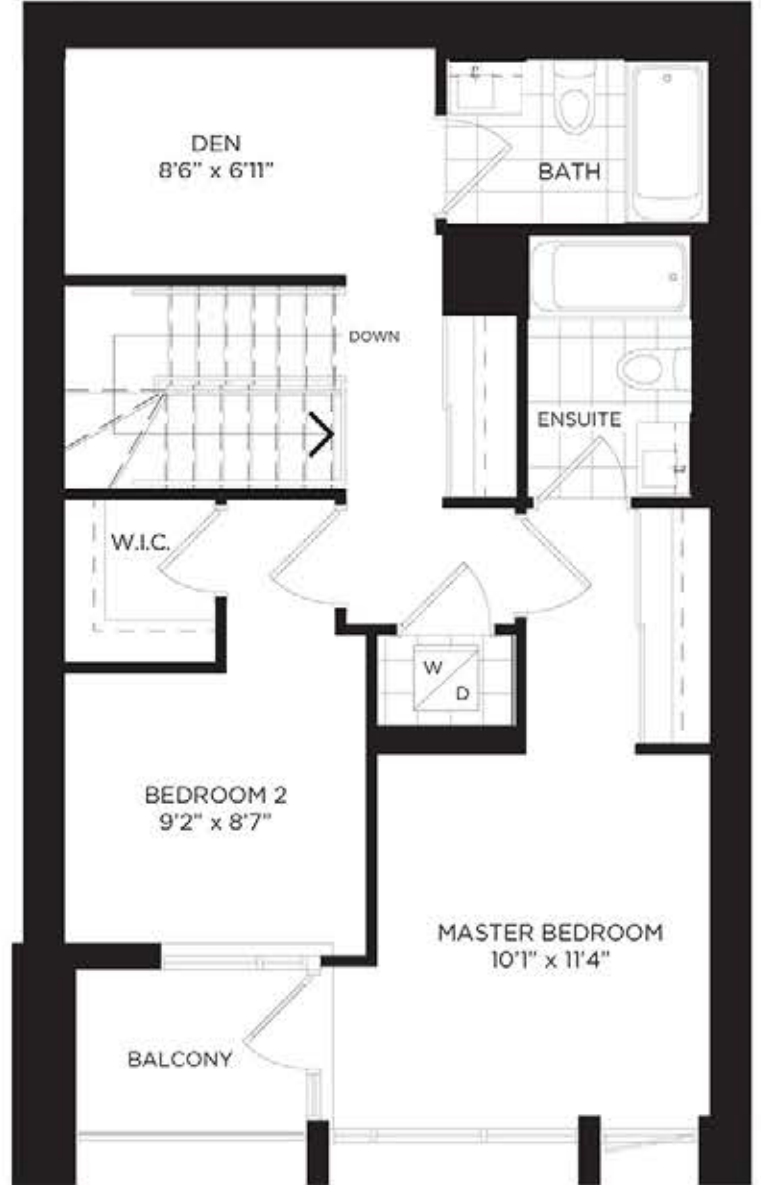 DEN
8'6" x 6'11"
BATH
DOWN
ENSUITE
W.I.C.
W
D
BEDROOM 2
9'2" x 8'7"
MASTER BEDROOM
10'1" x 11'4"
BALCONY